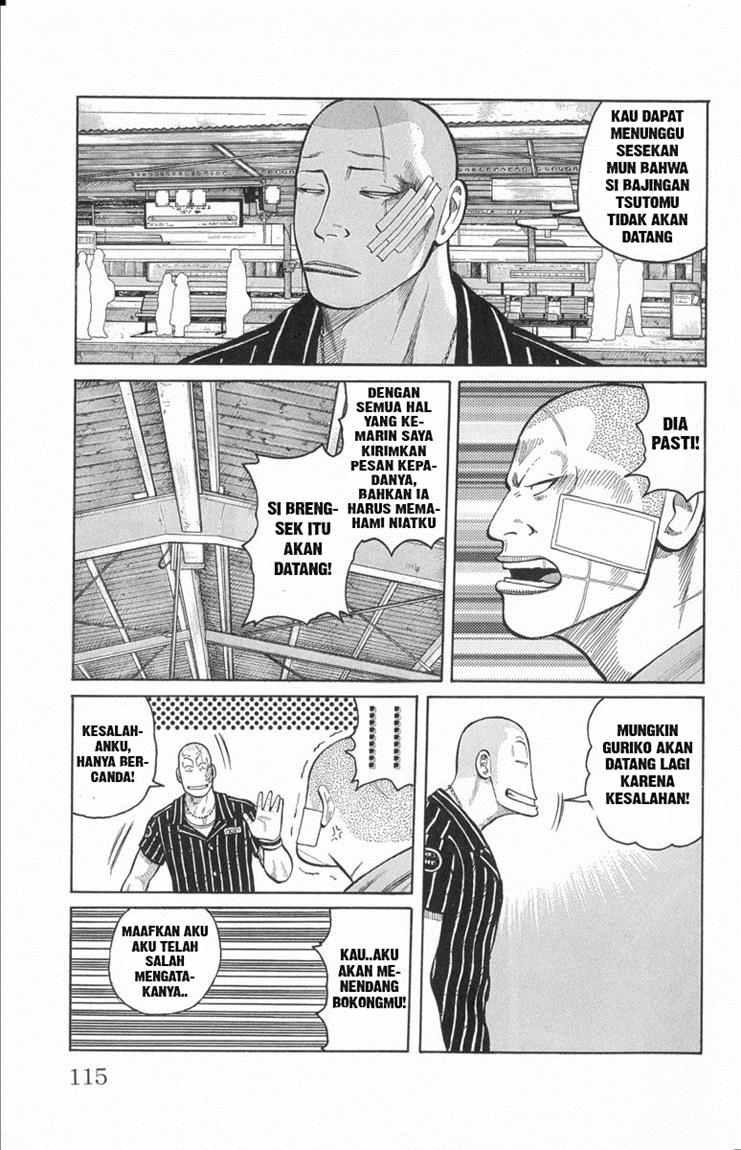 KAU DAPAT
MENUNGGU
SESEKAN
MUN BAHWA
SI BAJINGAN
TSUTOMU
TIDAK AKAN
DATANG
DIA
PASTI!
DENGAN
SEMUA HAL
YANG KE-
MARIN SAYA
KIRIMKAN
PESAN KEPA-
DANYA,
BAHKAN IA
HARUS MEMA-
HAMI NIATKU
SI BRENG-
SEK ITU
AKAN
DATANG!
MUNGKIN
GURIKO AKAN
DATANG LAGI
KARENA
KESALAHAN!
KESALAH-
ANKU,
HANYA BER-
CANDA!
KAU..AKU
AKAN ME-
NENDANG
BOKONGMU!
MAAFKAN AKU
AKU TELAH
SALAH
MENGATA-
KANYA..
115